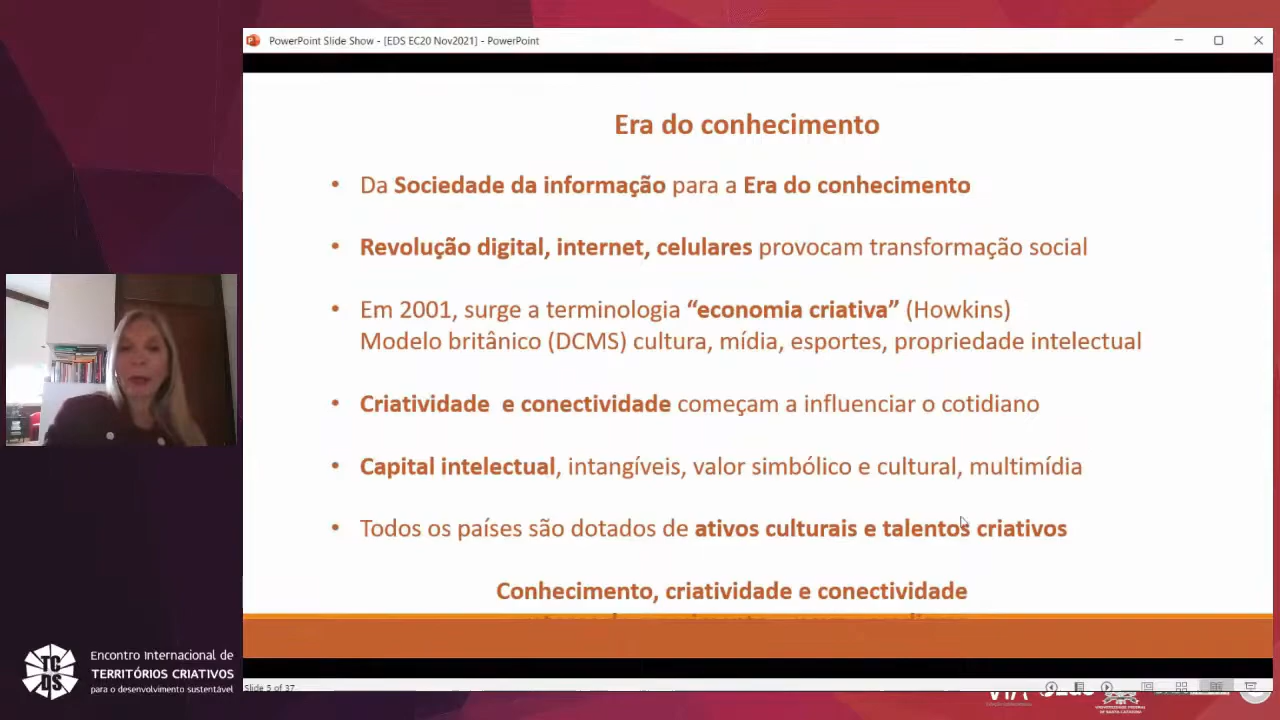 PowerPoint Slide Show - [EDS EC20 Nov2021] - PowerPoint
Era do conhecimento
• Da Sociedade da informação para a Era do conhecimento
• Revolução digital, internet, celulares provocam transformação social
• Em 2001, surge a terminologia “economia criativa” (Howkins)
Modelo britânico (DCMS) cultura, mídia, esportes, propriedade intelectual
• Criatividade e conectividade começam a influenciar o cotidiano
• Capital intelectual, intangíveis, valor simbólico e cultural, multimídia
• Todos os países são dotados de ativos culturais e talentos criativos
Conhecimento, criatividade e conectividade
TC
DS
Encontro Internacional de
TERRITÓRIOS CRIATIVOS
para o desenvolvimento sustentável
Slide 5 of 37